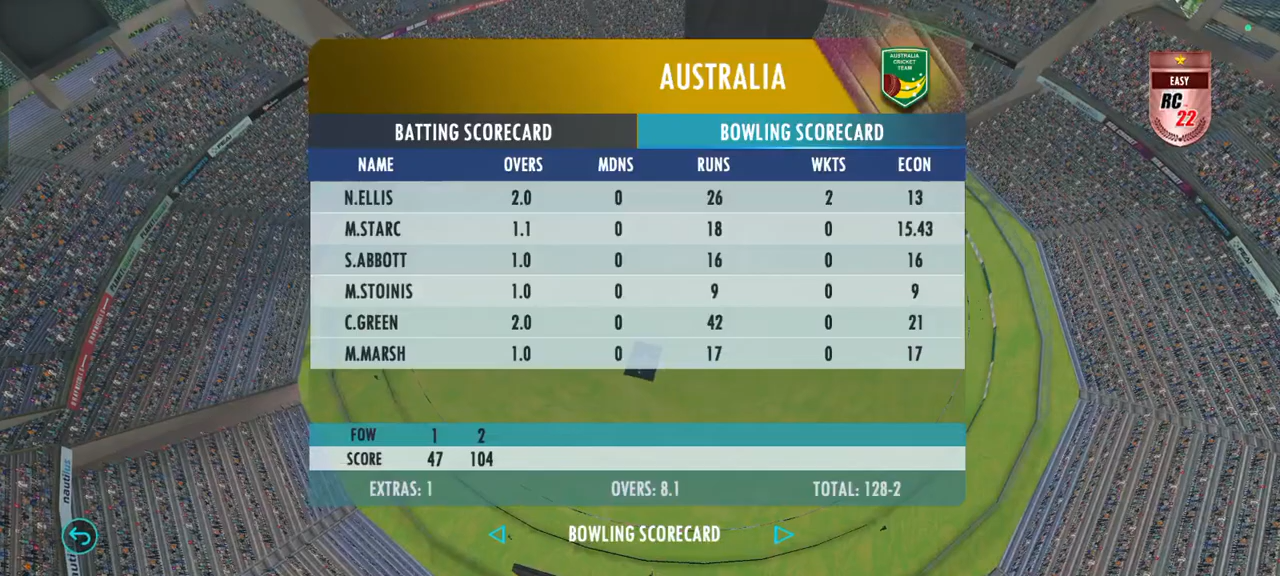 AUSTRALIA
AUSTRALIA
CRICKET
TEAM
EASY
RC
22
BATTING SCORECARD BOWLING SCORECARD
NAME OVERS MDNS RUNS WKTS ECON
N.ELLIS 2.0 0 26 2 13
M.STARC 1.1 0 18 0 15.43
S.ABBOTT 1.0 0 16 0 16
M.STOINIS 1.0 0 9 0 9
C.GREEN 2.0 0 42 0 21
M.MARSH 1.0 0 17 0 17
FOW 1 2
SCORE 47 104
EXTRAS: 1 OVERS: 8.1 TOTAL: 128-2
BOWLING SCORECARD
nautilus